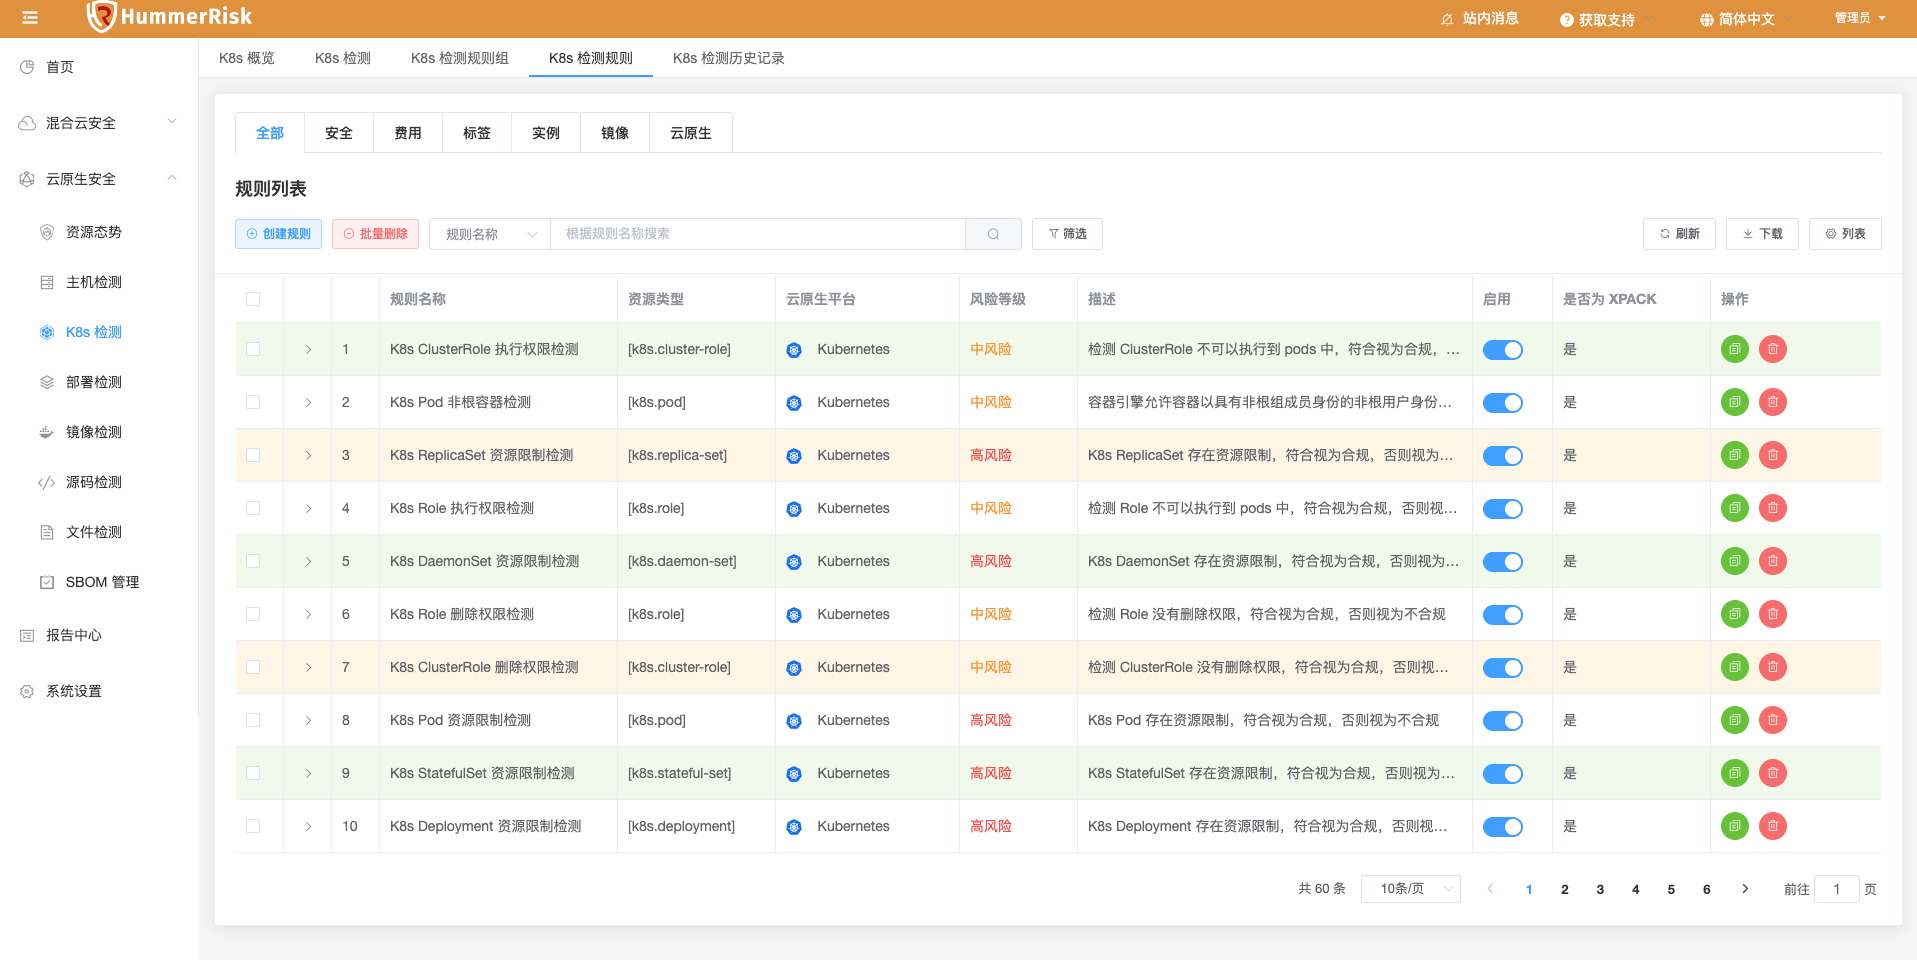 HummerRisk
站内消息
获取支持
简体中文
管理员
首页
混合云安全
云原生安全
资源态势
主机检测
K8s 检测
部署检测
镜像检测
源码检测
文件检测
SBOM 管理
报告中心
系统设置
K8s 概览 K8s 检测 K8s 检测规则组 K8s 检测规则 K8s 检测历史记录
全部 安全 费用 标签 实例 镜像 云原生
规则列表
创建规则 批量删除 规则名称 根据规则名称搜索 筛选 刷新 下载 列表
规则名称 资源类型 云原生平台 风险等级 描述 启用 是否为 XPACK 操作
1 K8s ClusterRole 执行权限检测 [k8s.cluster-role] Kubernetes 中风险 检测 ClusterRole 不可以执行到 pods 中，符合视为合规，... 是
2 K8s Pod 非根容器检测 [k8s.pod] Kubernetes 中风险 容器引擎允许容器以具有非根组成员身份的非根用户身份... 是
3 K8s ReplicaSet 资源限制检测 [k8s.replica-set] Kubernetes 高风险 K8s ReplicaSet 存在资源限制，符合视为合规，否则视为... 是
4 K8s Role 执行权限检测 [k8s.role] Kubernetes 中风险 检测 Role 不可以执行到 pods 中，符合视为合规，否则视... 是
5 K8s DaemonSet 资源限制检测 [k8s.daemon-set] Kubernetes 高风险 K8s DaemonSet 存在资源限制，符合视为合规，否则视为... 是
6 K8s Role 删除权限检测 [k8s.role] Kubernetes 中风险 检测 Role 没有删除权限，符合视为合规，否则视为不合规 是
7 K8s ClusterRole 删除权限检测 [k8s.cluster-role] Kubernetes 中风险 检测 ClusterRole 没有删除权限，符合视为合规，否则视... 是
8 K8s Pod 资源限制检测 [k8s.pod] Kubernetes 高风险 K8s Pod 存在资源限制，符合视为合规，否则视为不合规 是
9 K8s StatefulSet 资源限制检测 [k8s.stateful-set] Kubernetes 高风险 K8s StatefulSet 存在资源限制，符合视为合规，否则视为... 是
10 K8s Deployment 资源限制检测 [k8s.deployment] Kubernetes 高风险 K8s Deployment 存在资源限制，符合视为合规，否则视... 是
共 60 条 10条/页 1 2 3 4 5 6 前往 1 页